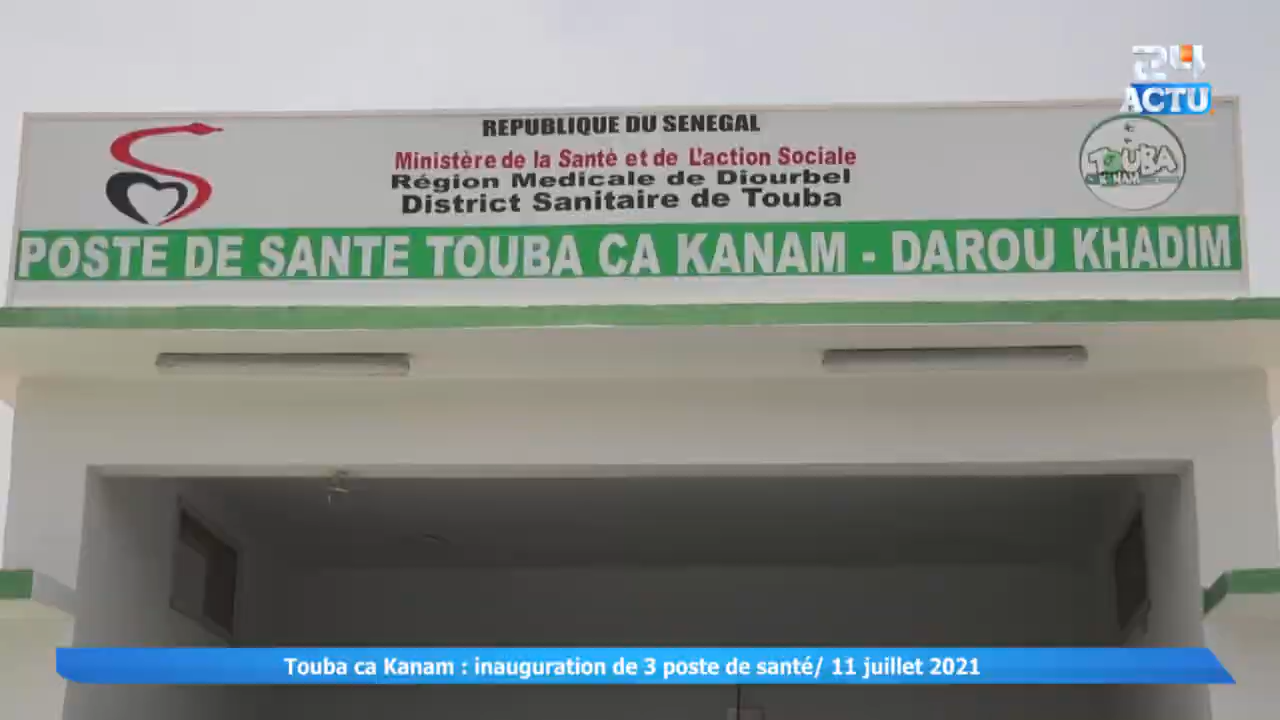 24
ACTU
REPUBLIQUE DU SENEGAL
Ministère de la Santé et de L'action Sociale
Région Medicale de Diourbel
District Sanitaire de Touba
TOUBA
CA KANAM
POSTE DE SANTE TOUBA CA KANAM - DAROU KHADIM
Touba ca Kanam : inauguration de 3 poste de santé/ 11 juillet 2021